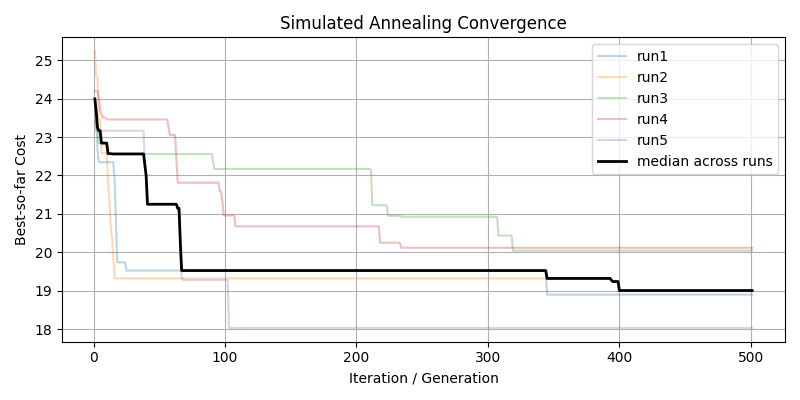 Simulated Annealing Convergence
Best-so-far Cost
25
24
23
22
21
20
19
18
run1
run2
run3
run4
run5
median across runs
0
100
200
300
400
500
Iteration / Generation